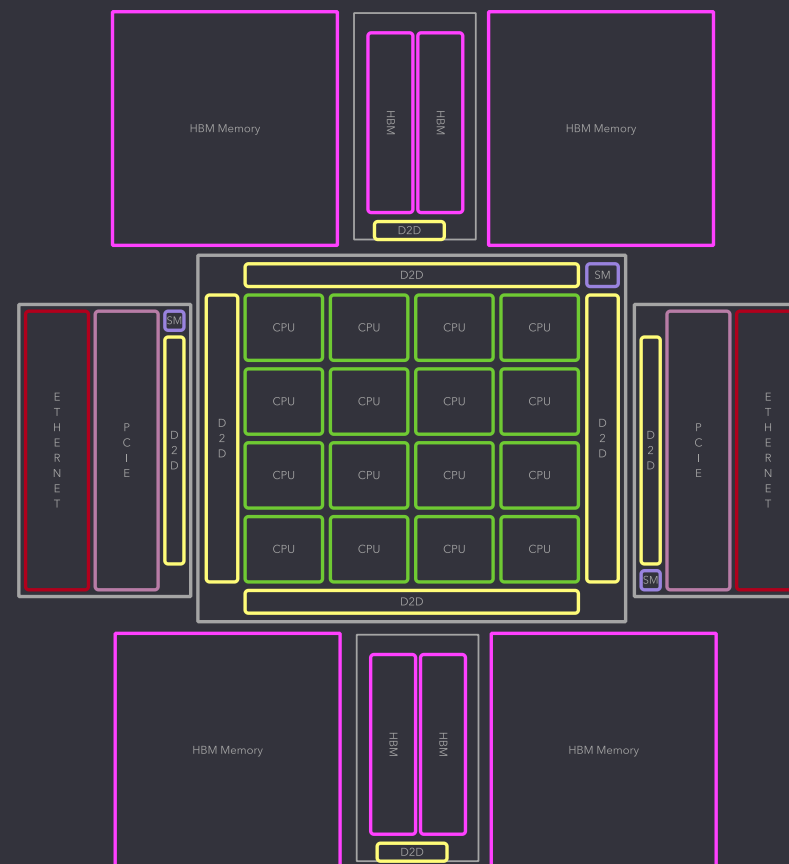 HBM Memory
HBM
HBM
HBM Memory
D2D
D2D
SM
SM
ETHERNET
PCIE
D2D
D2D
CPU CPU CPU CPU
CPU CPU CPU CPU
CPU CPU CPU CPU
CPU CPU CPU CPU
D2D
D2D
PCIE
ETHERNET
SM
D2D
HBM Memory
HBM
HBM
HBM Memory
D2D